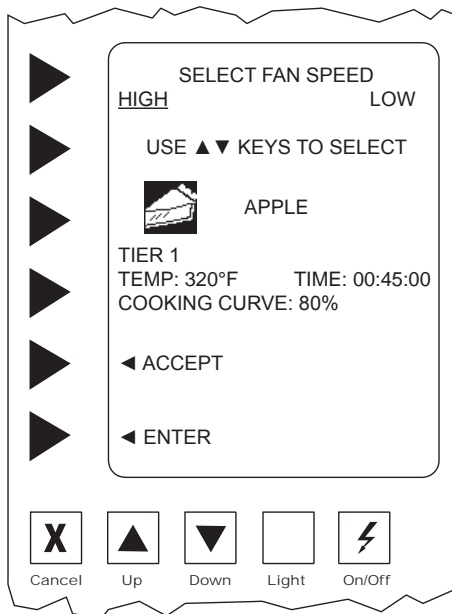 SELECT FAN SPEED
HIGH LOW
USE ▲▼ KEYS TO SELECT
APPLE
TIER 1
TEMP: 320°F TIME: 00:45:00
COOKING CURVE: 80%
◄ ACCEPT
◄ ENTER
X
Cancel Up Down Light On/Off